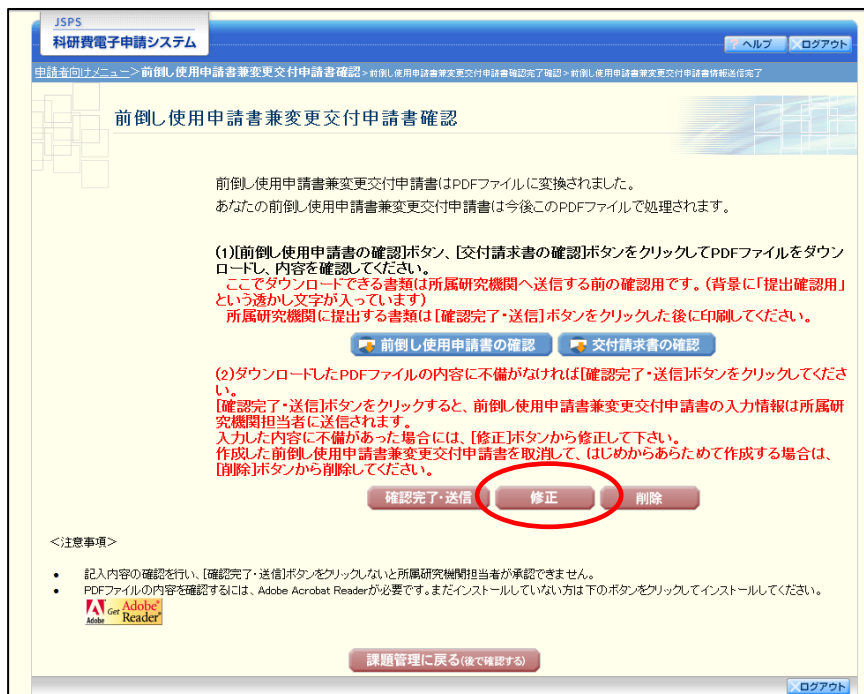 JSPS
科研費電子申請システム
? ヘルプ
×ログアウト
申請者向けメニュー>前倒し使用申請書兼変更交付申請書確認>前倒し使用申請書兼変更交付申請書確認完了確認>前倒し使用申請書兼変更交付申請書情報送信完了
前倒し使用申請書兼変更交付申請書確認
前倒し使用申請書兼変更交付申請書はPDFファイルに変換されました。
あなたの前倒し使用申請書兼変更交付申請書は今後このPDFファイルで処理されます。
(1)[前倒し使用申請書の確認]ボタン、[交付請求書の確認]ボタンをクリックしてPDFファイルをダウン
ロードし、内容を確認してください。
ここでダウンロードできる書類は所属研究機関へ送信する前の確認用です。(背景に「提出確認用」
という透かし文字が入っています)
所属研究機関に提出する書類は[確認完了・送信]ボタンをクリックした後に印刷してください。
前倒し使用申請書の確認
交付請求書の確認
(2)ダウンロードしたPDFファイルの内容に不備がなければ[確認完了・送信]ボタンをクリックしてくださ
い。
[確認完了・送信]ボタンをクリックすると、前倒し使用申請書兼変更交付申請書の入力情報は所属研
究機関担当者に送信されます。
入力した内容に不備があった場合には、[修正]ボタンから修正して下さい。
作成した前倒し使用申請書兼変更交付申請書を取消して、はじめからあらためて作成する場合は、
[削除]ボタンから削除してください。
確認完了・送信
修正
削除
<注意事項>
• 記入内容の確認を行い、[確認完了・送信]ボタンをクリックしないと所属研究機関担当者が承認できません。
• PDFファイルの内容を確認するには、Adobe Acrobat Readerが必要です。まだインストールしていない方は下のボタンをクリックしてインストールしてください。
Adobe Get Adobe® Reader®
課題管理に戻る(後で確認する)
×ログアウト